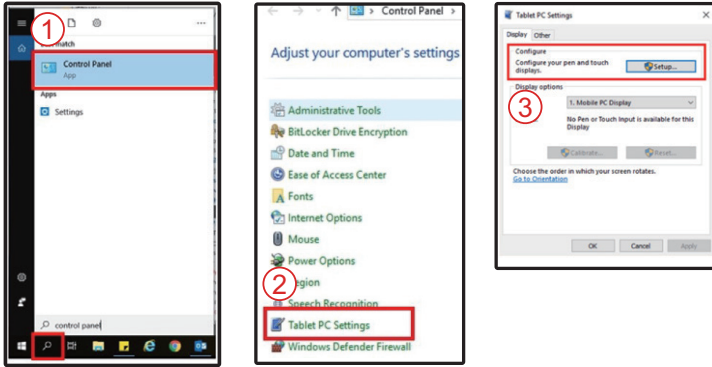 1
Best match
Control Panel
App
Apps
Settings
control panel
Control Panel
Adjust your computer's settings
Administrative Tools
BitLocker Drive Encryption
Date and Time
Ease of Access Center
Fonts
Internet Options
Mouse
Power Options
2
Region
Speech Recognition
Tablet PC Settings
Windows Defender Firewall
Tablet PC Settings
Display Other
Configure
Configure your pen and touch
displays.
Setup...
Display options
3
1. Mobile PC Display
No Pen or Touch Input is available for this
Display
Calibrate... Reset...
Choose the order in which your screen rotates.
Go to Orientation
OK Cancel Apply